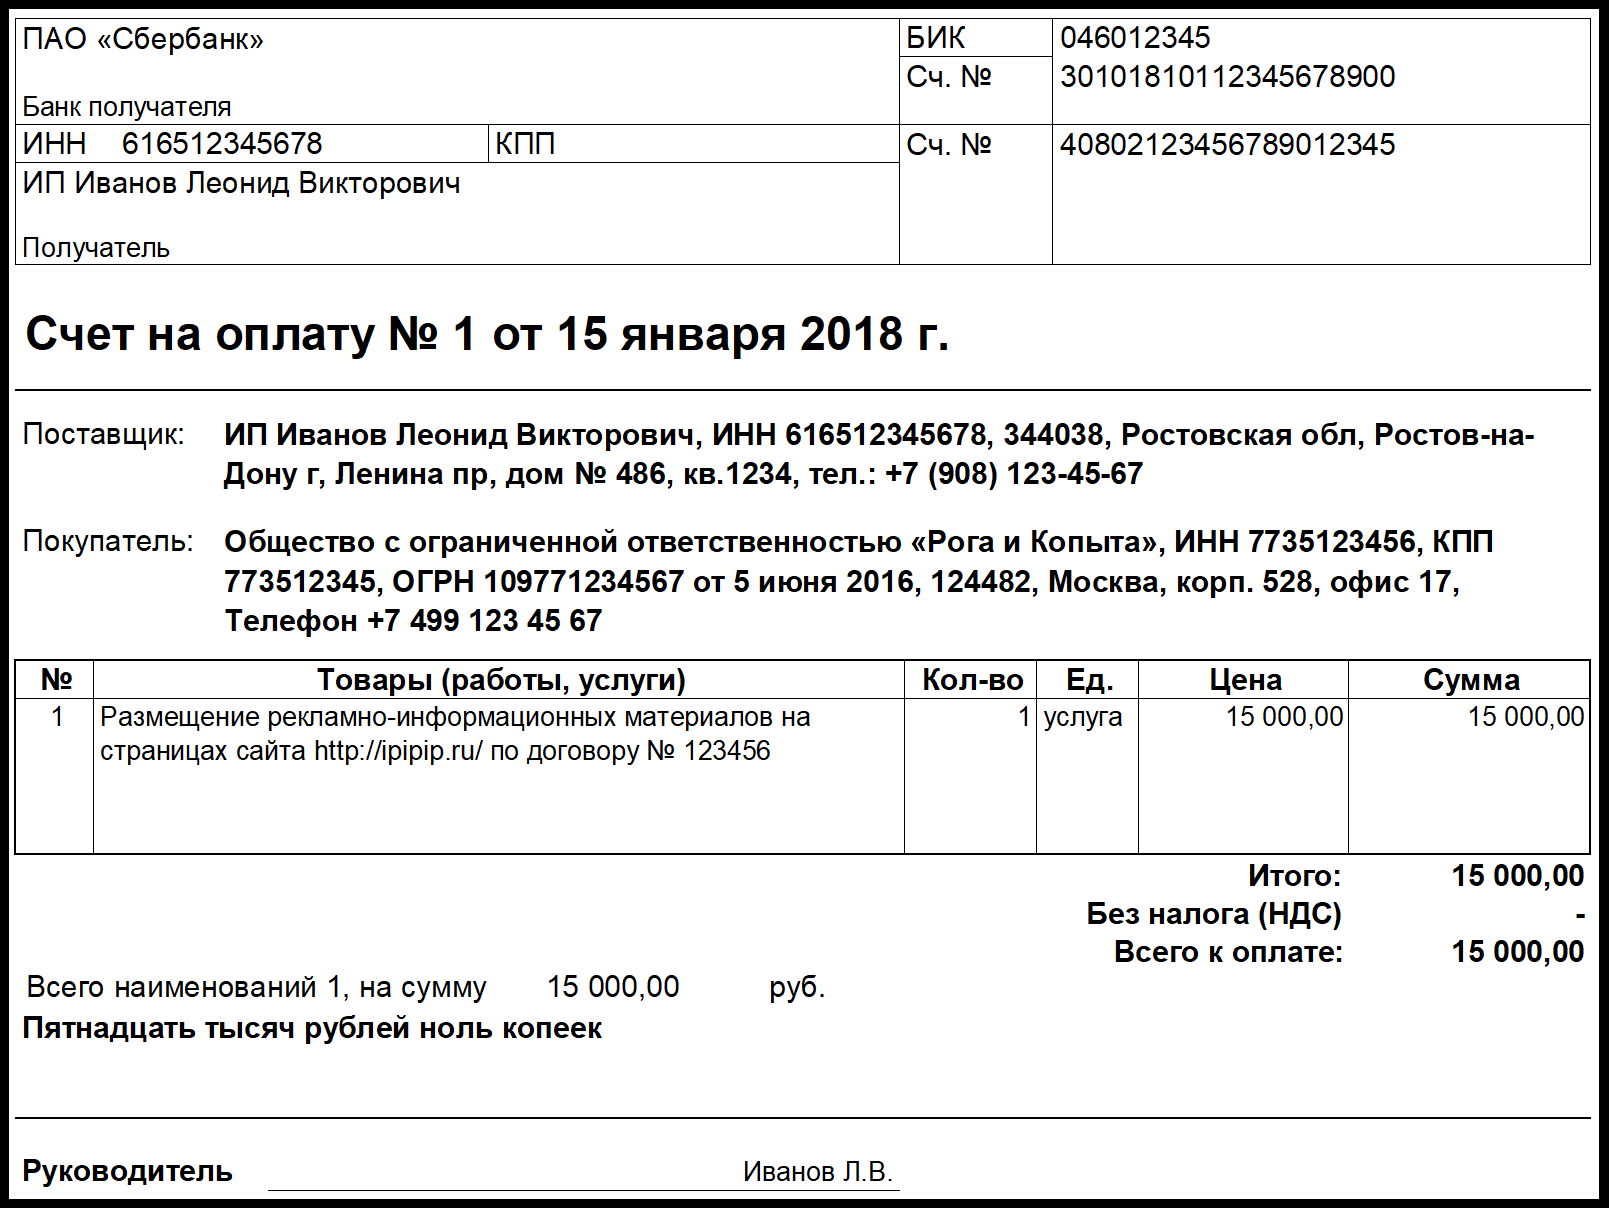 ПАО «Сбербанк»
БИК 046012345
Сч. № 30101810112345678900
Банк получателя
ИНН 616512345678 КПП
Сч. № 40802123456789012345
ИП Иванов Леонид Викторович
Получатель
Счет на оплату № 1 от 15 января 2018 г.
Поставщик: ИП Иванов Леонид Викторович, ИНН 616512345678, 344038, Ростовская обл, Ростов-на-
Дону г, Ленина пр, дом № 486, кв.1234, тел.: +7 (908) 123-45-67
Покупатель: Общество с ограниченной ответственностью «Рога и Копыта», ИНН 7735123456, КПП
773512345, ОГРН 109771234567 от 5 июня 2016, 124482, Москва, корп. 528, офис 17,
Телефон +7 499 123 45 67
№ Товары (работы, услуги) Кол-во Ед. Цена Сумма
1 Размещение рекламно-информационных материалов на 1 услуга 15 000,00 15 000,00
страницах сайта http://ipipip.ru/ по договору № 123456
Итого: 15 000,00
Без налога (НДС) -
Всего к оплате: 15 000,00
Всего наименований 1, на сумму 15 000,00 руб.
Пятнадцать тысяч рублей ноль копеек
Руководитель Иванов Л.В.